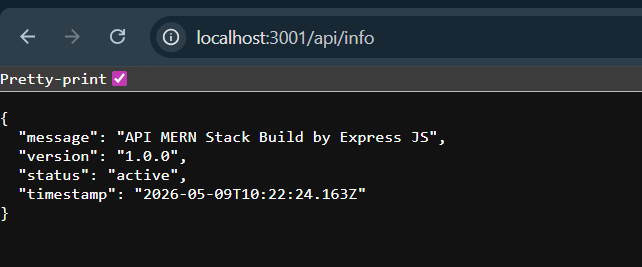 localhost:3001/api/info
Pretty-print
{
  "message": "API MERN Stack Build by Express JS",
  "version": "1.0.0",
  "status": "active",
  "timestamp": "2026-05-09T10:22:24.163Z"
}